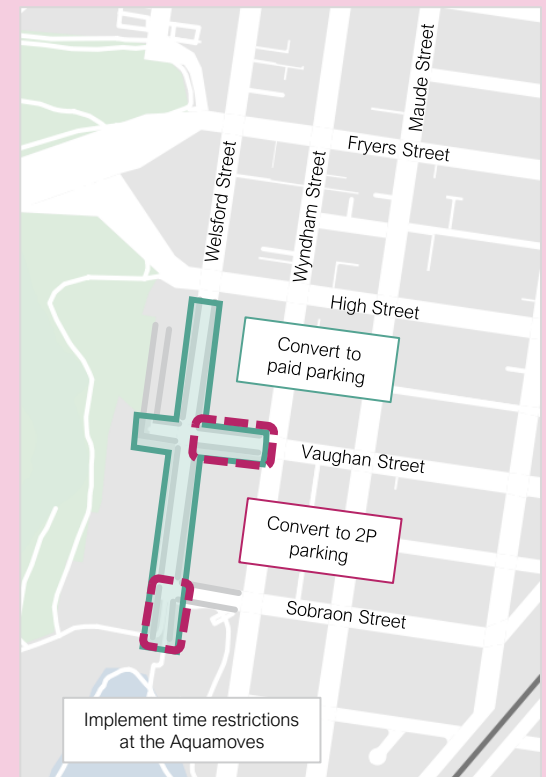 Maude Street
Fryers Street
Welsford Street
Wyndham Street
High Street
Convert to
paid parking
Vaughan Street
Convert to 2P
parking
Sobraon Street
Implement time restrictions
at the Aquamoves